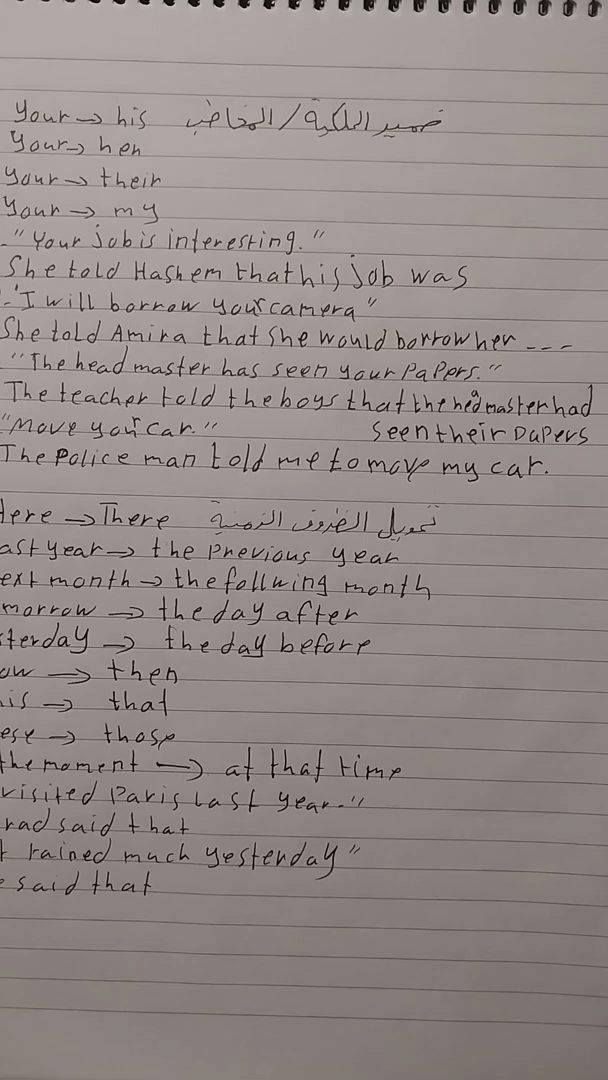 your → his ضمير الملكية / المخاطب
your → her
your → their
your → my
"Your job is interesting."
She told Hashem that his job was
"I will borrow your camera"
She told Amira that she would borrow her ---
"The head master has seen your papers."
The teacher told the boys that the hedmaster had
seen their papers
"Move your car."
The police man told me to move my car.
Here → There تحويل الظروف الزمنية
ast year → the previous year
ext month → the follwing month
morrow → the day after
sterday → the day before
ow → then
his → that
ese → those
the moment → at that time
visited Paris last year."
rad said that
t rained much yesterday"
e said that